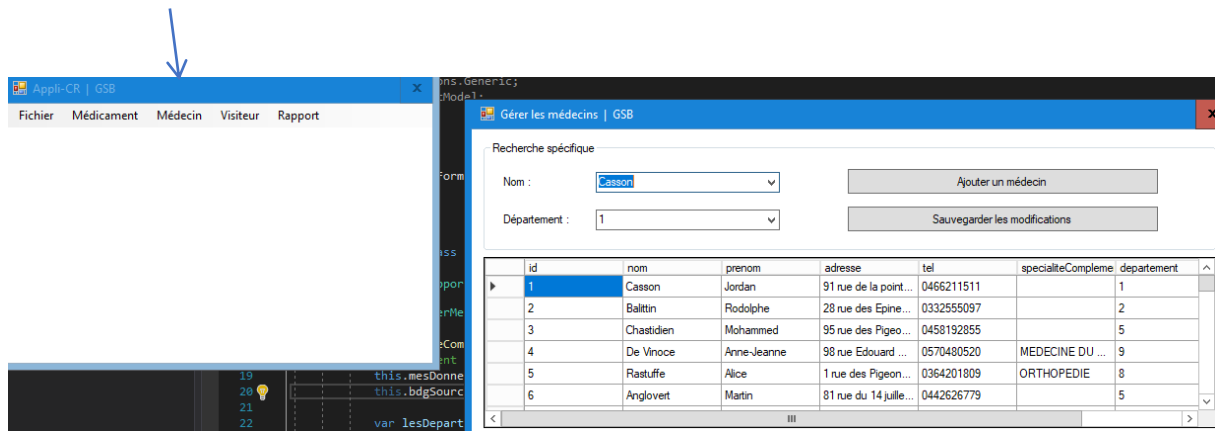 Appli-CR | GSB x
Fichier Médicament Médecin Visiteur Rapport
ons.Generic;
tModel;
Form
ass
ppor
erMe
eCom
ent
19 this.mesDonne
20 this.bdgSourc
21
22 var lesDepart
Gérer les médecins | GSB x
Recherche spécifique
Nom : Casson Ajouter un médecin
Département : 1 Sauvegarder les modifications
id nom prenom adresse tel specialiteCompleme departement
1 Casson Jordan 91 rue de la point... 0466211511 1
2 Balittin Rodolphe 28 rue des Epine... 0332555097 2
3 Chastidien Mohammed 95 rue des Pigeo... 0458192855 5
4 De Vinoce Anne-Jeanne 98 rue Edouard ... 0570480520 MEDECINE DU ... 9
5 Rastuffe Alice 1 rue des Pigeon... 0364201809 ORTHOPEDIE 8
6 Anglovert Martin 81 rue du 14 juille... 0442626779 5